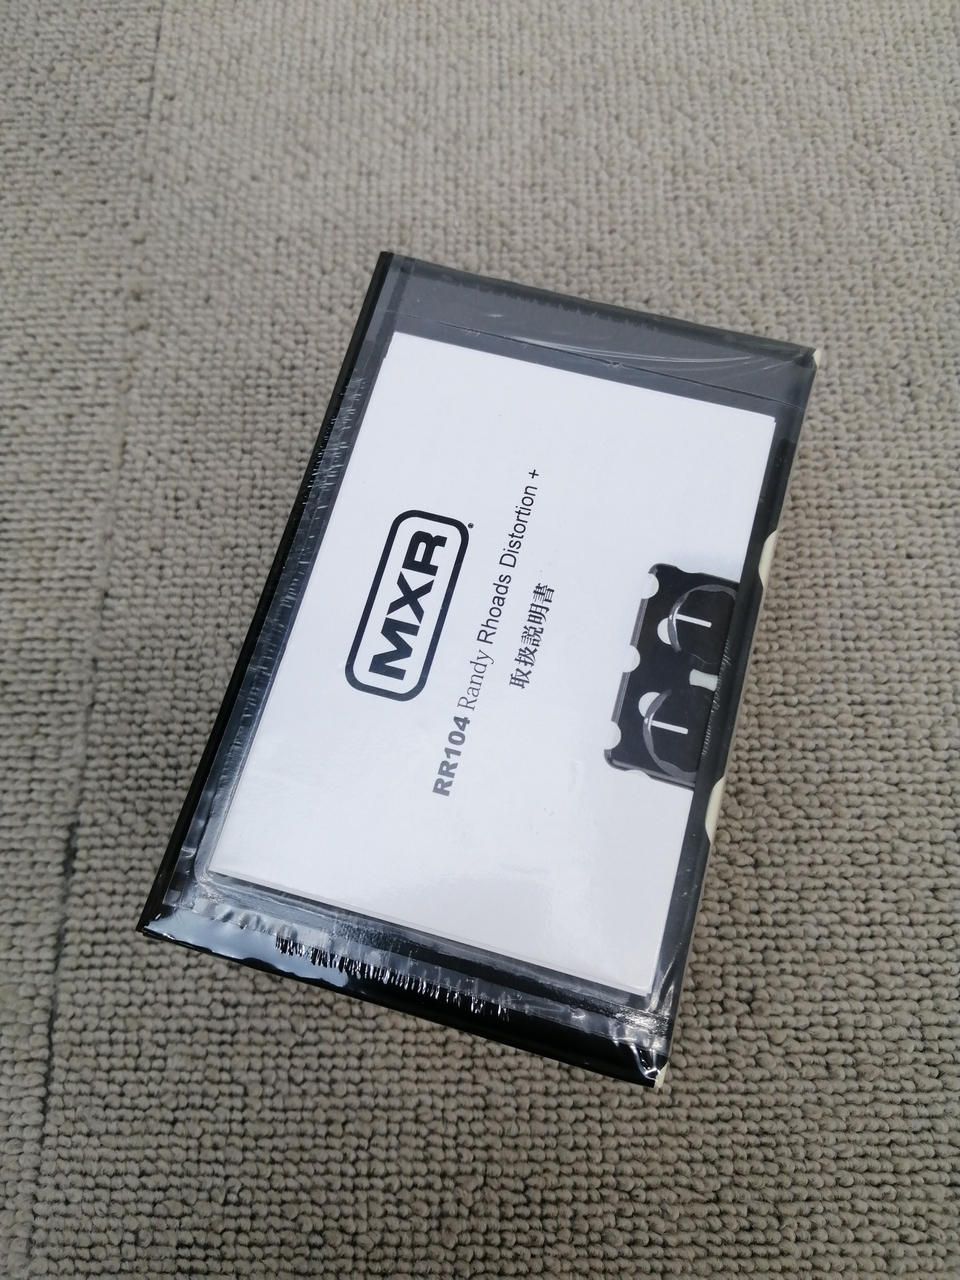 MXR
RR104 Randy Rhoads Distortion +
取扱説明書